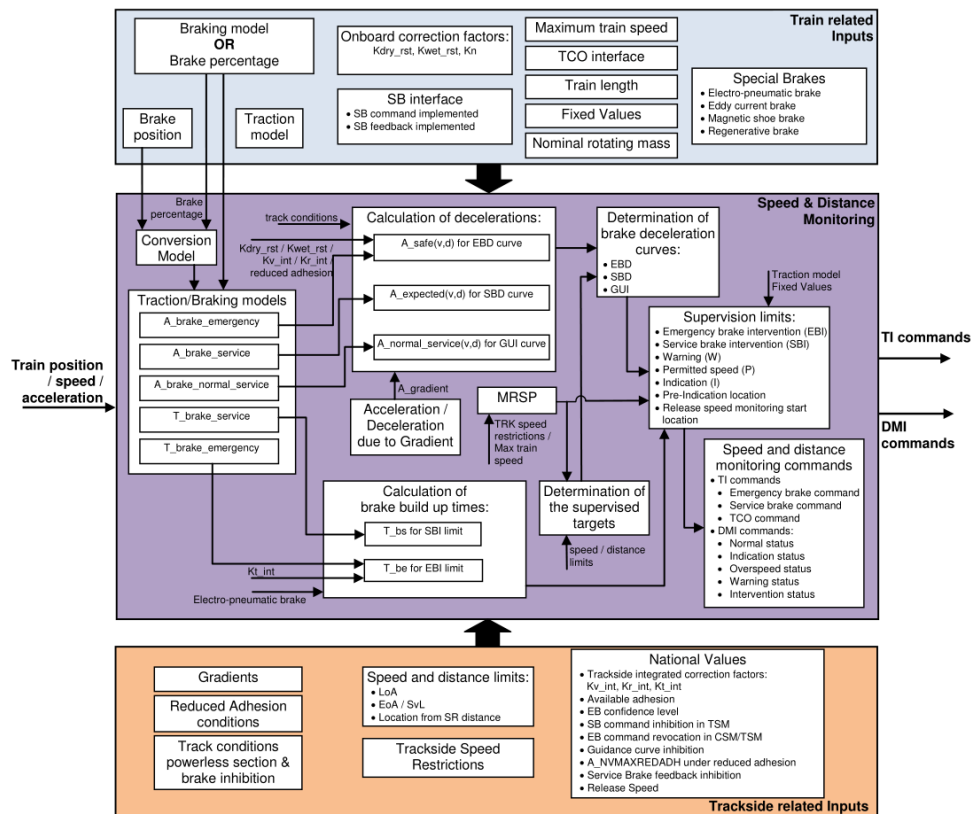 Train related
Inputs
Braking model
OR
Brake percentage
Onboard correction factors:
Kdry_rst, Kwet_rst, Kn
Maximum train speed
TCO interface
Train length
Fixed Values
Nominal rotating mass
Special Brakes
• Electro-pneumatic brake
• Eddy current brake
• Magnetic shoe brake
• Regenerative brake
SB interface
• SB command implemented
• SB feedback implemented
Brake
position
Traction
model
Speed & Distance
Monitoring
Brake
percentage
Conversion
Model
track conditions
Kdry_rst / Kwet_rst /
Kv_int / Kr_int /
reduced adhesion
Calculation of decelerations:
A_safe(v,d) for EBD curve
A_expected(v,d) for SBD curve
A_normal_service(v,d) for GUI curve
Determination of
brake deceleration
curves:
• EBD
• SBD
• GUI
Traction model
Fixed Values
Traction/Braking models
A_brake_emergency
A_brake_service
A_brake_normal_service
T_brake_service
T_brake_emergency
Train position
/ speed /
acceleration
Supervision limits:
• Emergency brake intervention (EBI)
• Service brake intervention (SBI)
• Warning (W)
• Permitted speed (P)
• Indication (I)
• Pre-Indication location
• Release speed monitoring start
location
TI commands
DMI
commands
A_gradient
Acceleration /
Deceleration
due to Gradient
MRSP
TRK speed
restrictions /
Max train
speed
Speed and distance
monitoring commands
• TI commands
• Emergency brake command
• Service brake command
• TCO command
• DMI commands:
• Normal status
• Indication status
• Overspeed status
• Warning status
• Intervention status
Calculation of
brake build up times:
T_bs for SBI limit
T_be for EBI limit
Kt_int
Electro-pneumatic brake
Determination of
the supervised
targets
speed / distance
limits
Gradients
Reduced Adhesion
conditions
Track conditions
powerless section &
brake inhibition
Speed and distance limits:
• LoA
• EoA / SvL
• Location from SR distance
Trackside Speed
Restrictions
National Values
• Trackside integrated correction factors:
Kv_int, Kr_int, Kt_int
• Available adhesion
• EB confidence level
• SB command inhibition in TSM
• EB command revocation in CSM/TSM
• Guidance curve inhibition
• A_NVMAXREDADH under reduced adhesion
• Service Brake feedback inhibition
• Release Speed
Trackside related Inputs